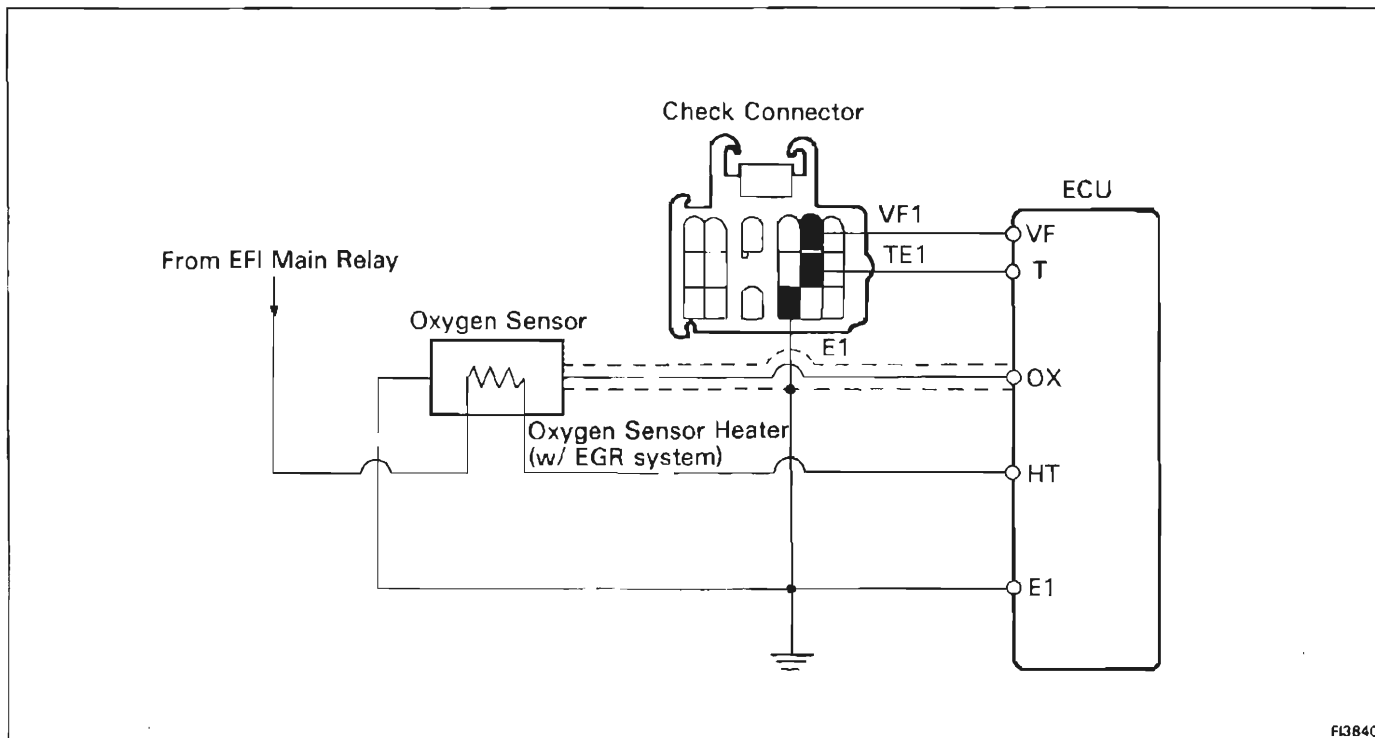 Check Connector
ECU
VF1
VF
From EFI Main Relay
TE1
T
Oxygen Sensor
E1
OX
Oxygen Sensor Heater
(w/ EGR system)
HT
E1
FI3840